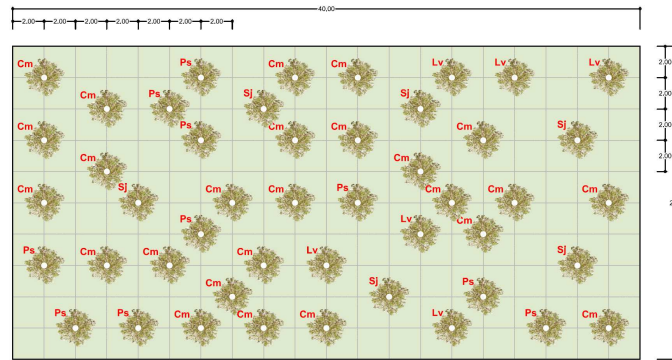 40,00
2,00 2,00 2,00 2,00 2,00 2,00 2,00
Cm Ps Cm Cm Lv Lv Lv
2,00
Cm Ps Sj Sj
2,00
Cm Ps Cm Cm Cm Sj
2,00
Cm Cm
2,00
Cm Sj Cm Cm Ps Cm Cm Cm
2
Ps Lv Cm
Ps Cm Cm Cm Lv Sj
Cm Sj Ps
Ps Ps Cm Cm Cm Lv Ps Cm